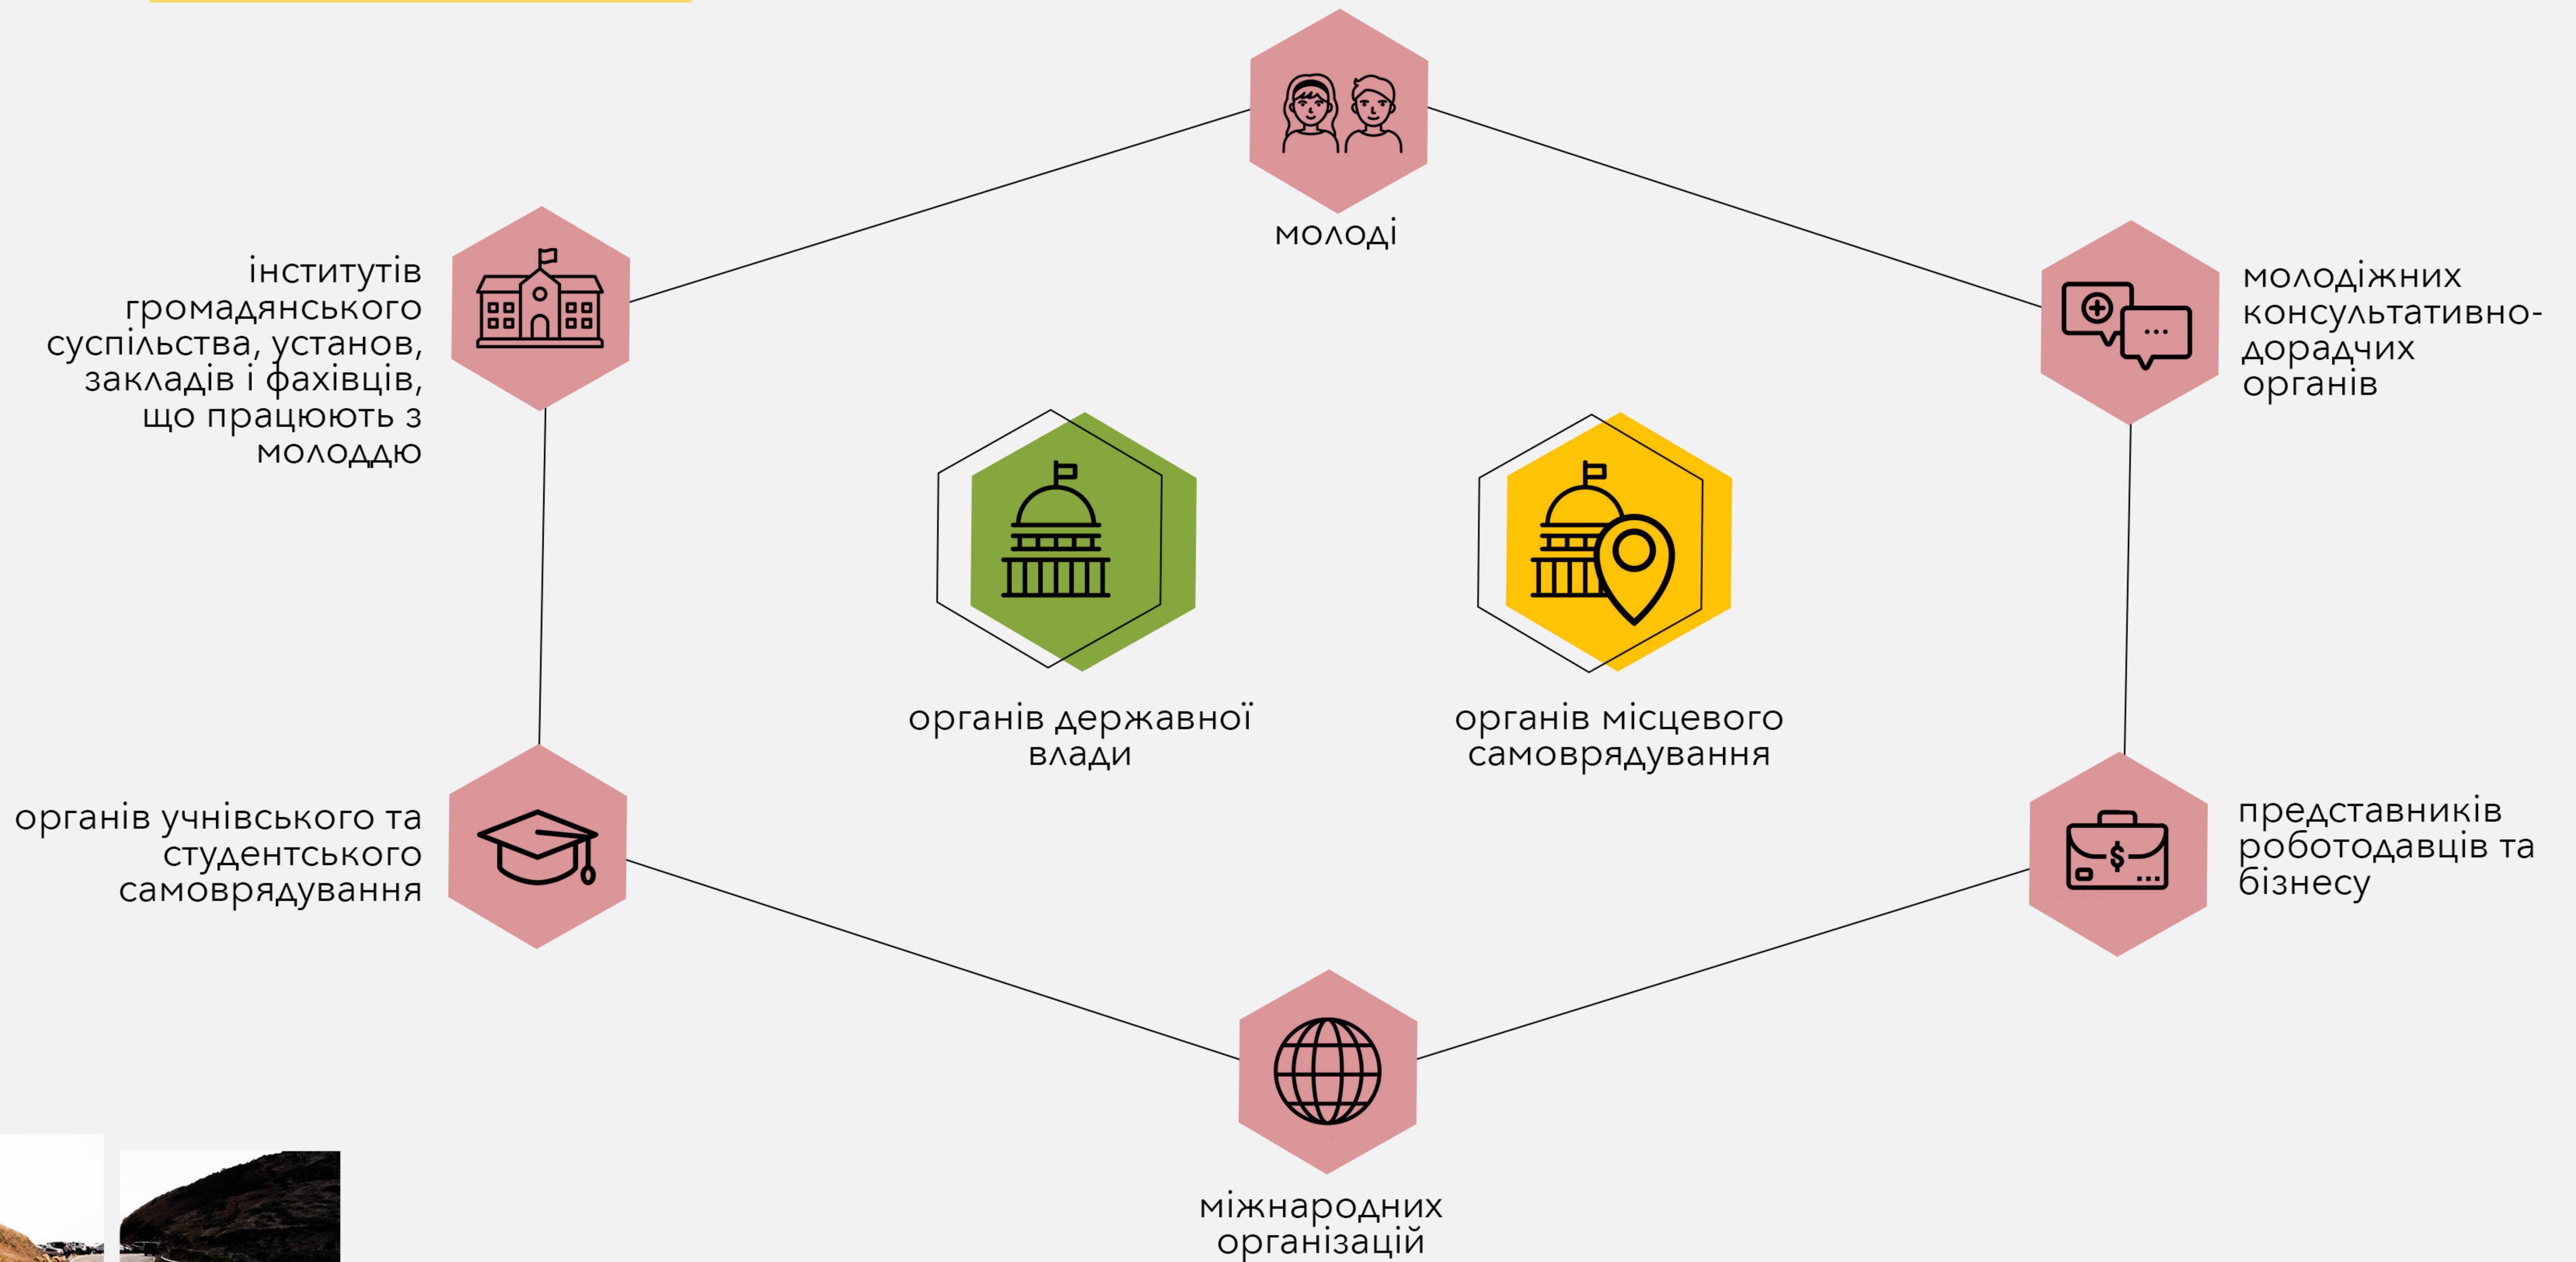 молоді
інститутів
громадянського
суспільства, установ,
закладів і фахівців,
що працюють з
молоддю
молодіжних
консультативно-
дорадчих
органів
органів державної
влади
органів місцевого
самоврядування
органів учнівського та
студентського
самоврядування
представників
роботодавців та
бізнесу
міжнародних
організацій